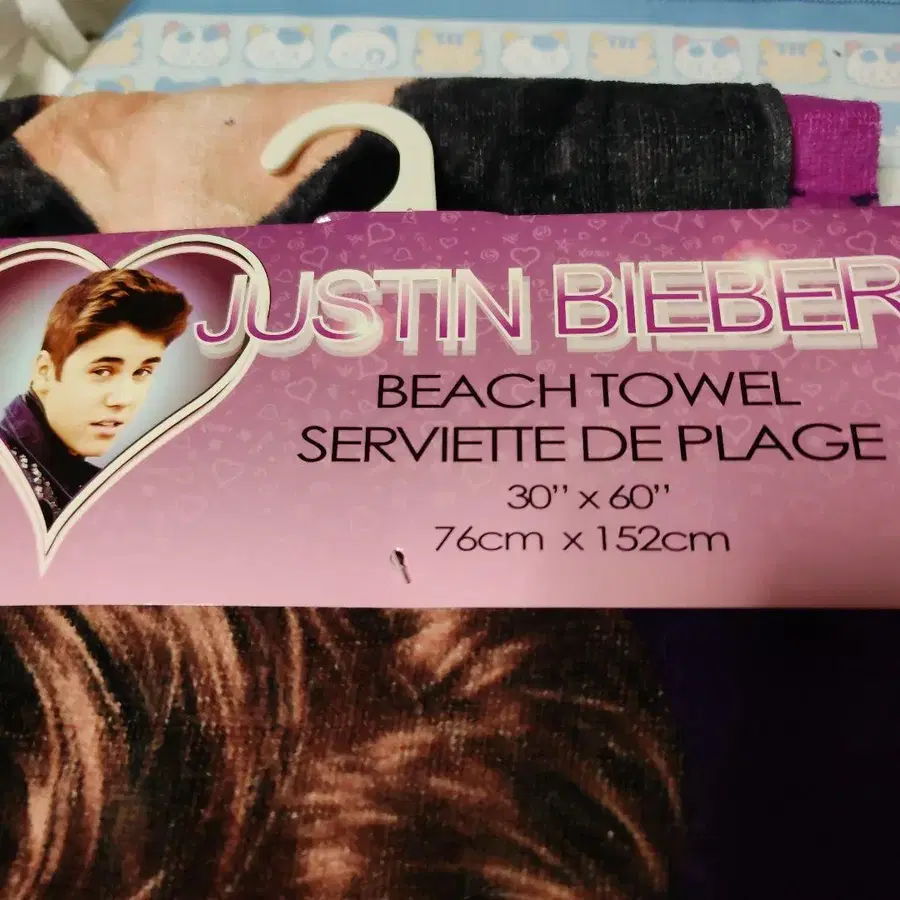 JUSTIN BIEBER
BEACH TOWEL
SERVIETTE DE PLAGE
30’’ x 60’’
76cm x 152cm